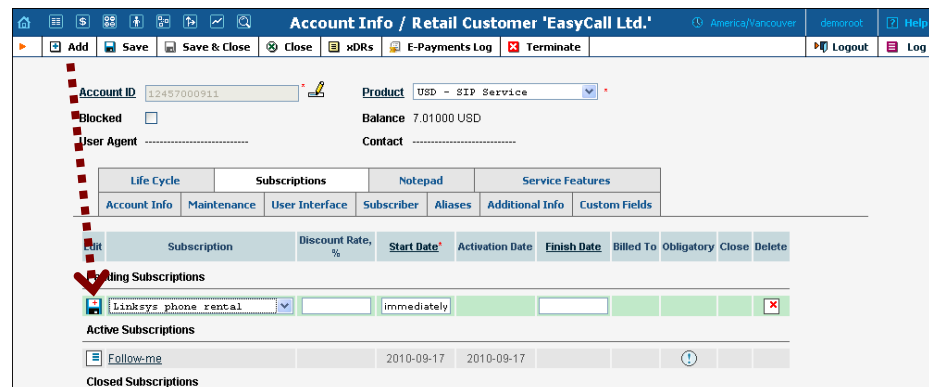 Account Info / Retail Customer 'EasyCall Ltd.' America/Vancouver demoroot ? Help
Add Save Save & Close Close xDRs E-Payments Log Terminate Logout Log
Account ID 12457000911 * Product USD - SIP Service *
Blocked Balance 7.01000 USD
User Agent ---------------------------- Contact ----------------------------
Life Cycle Subscriptions Notepad Service Features
Account Info Maintenance User Interface Subscriber Aliases Additional Info Custom Fields
Edit Subscription Discount Rate, % Start Date* Activation Date Finish Date Billed To Obligatory Close Delete
Pending Subscriptions
Linksys phone rental immediately
Active Subscriptions
Follow-me 2010-09-17 2010-09-17
Closed Subscriptions